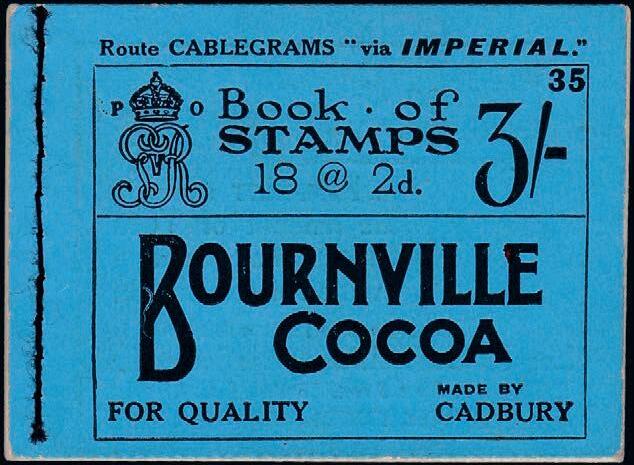 Route CABLEGRAMS "via IMPERIAL."
35
P O
Book · of
STAMPS
18 @ 2d.
3/-
BOURNVILLE
COCOA
FOR QUALITY
MADE BY
CADBURY